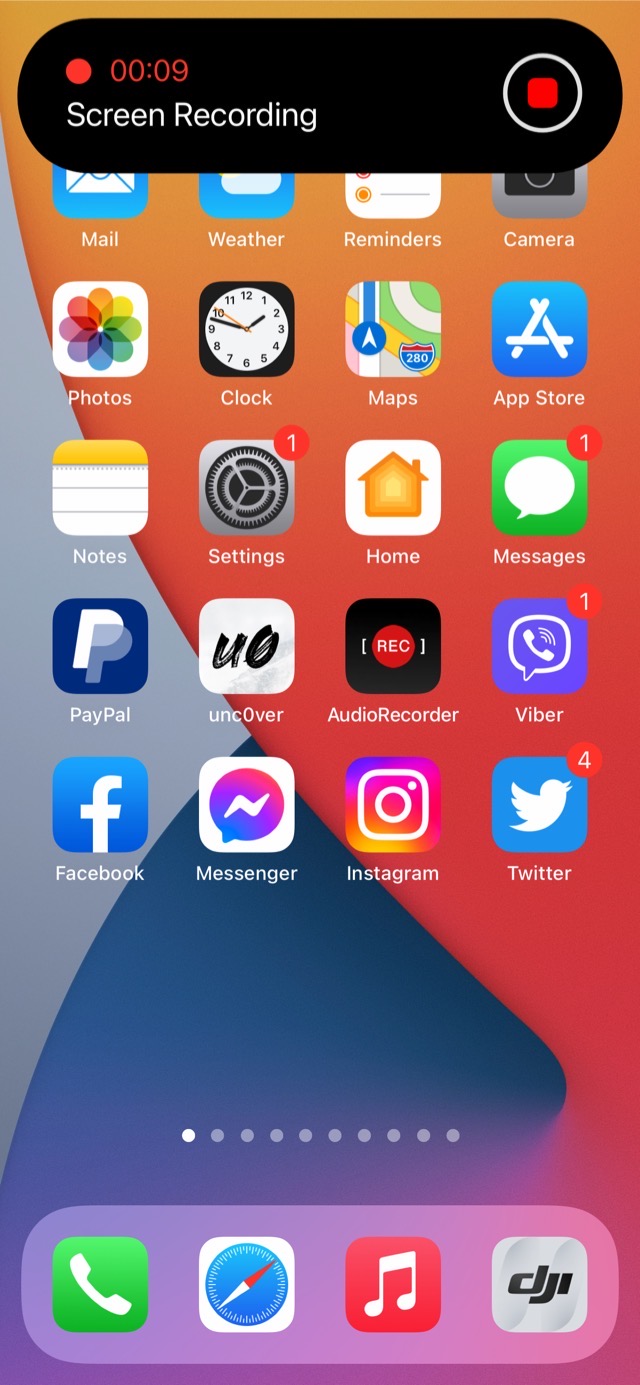 00:09
Screen Recording
Mail
Weather
Reminders
Camera
12
11
1
10
2
9
3
8
4
7
6
5
280
Photos
Clock
Maps
App Store
1
1
Notes
Settings
Home
Messages
1
u0
[ REC ]
PayPal
unc0ver
AudioRecorder
Viber
4
Facebook
Messenger
Instagram
Twitter
dji